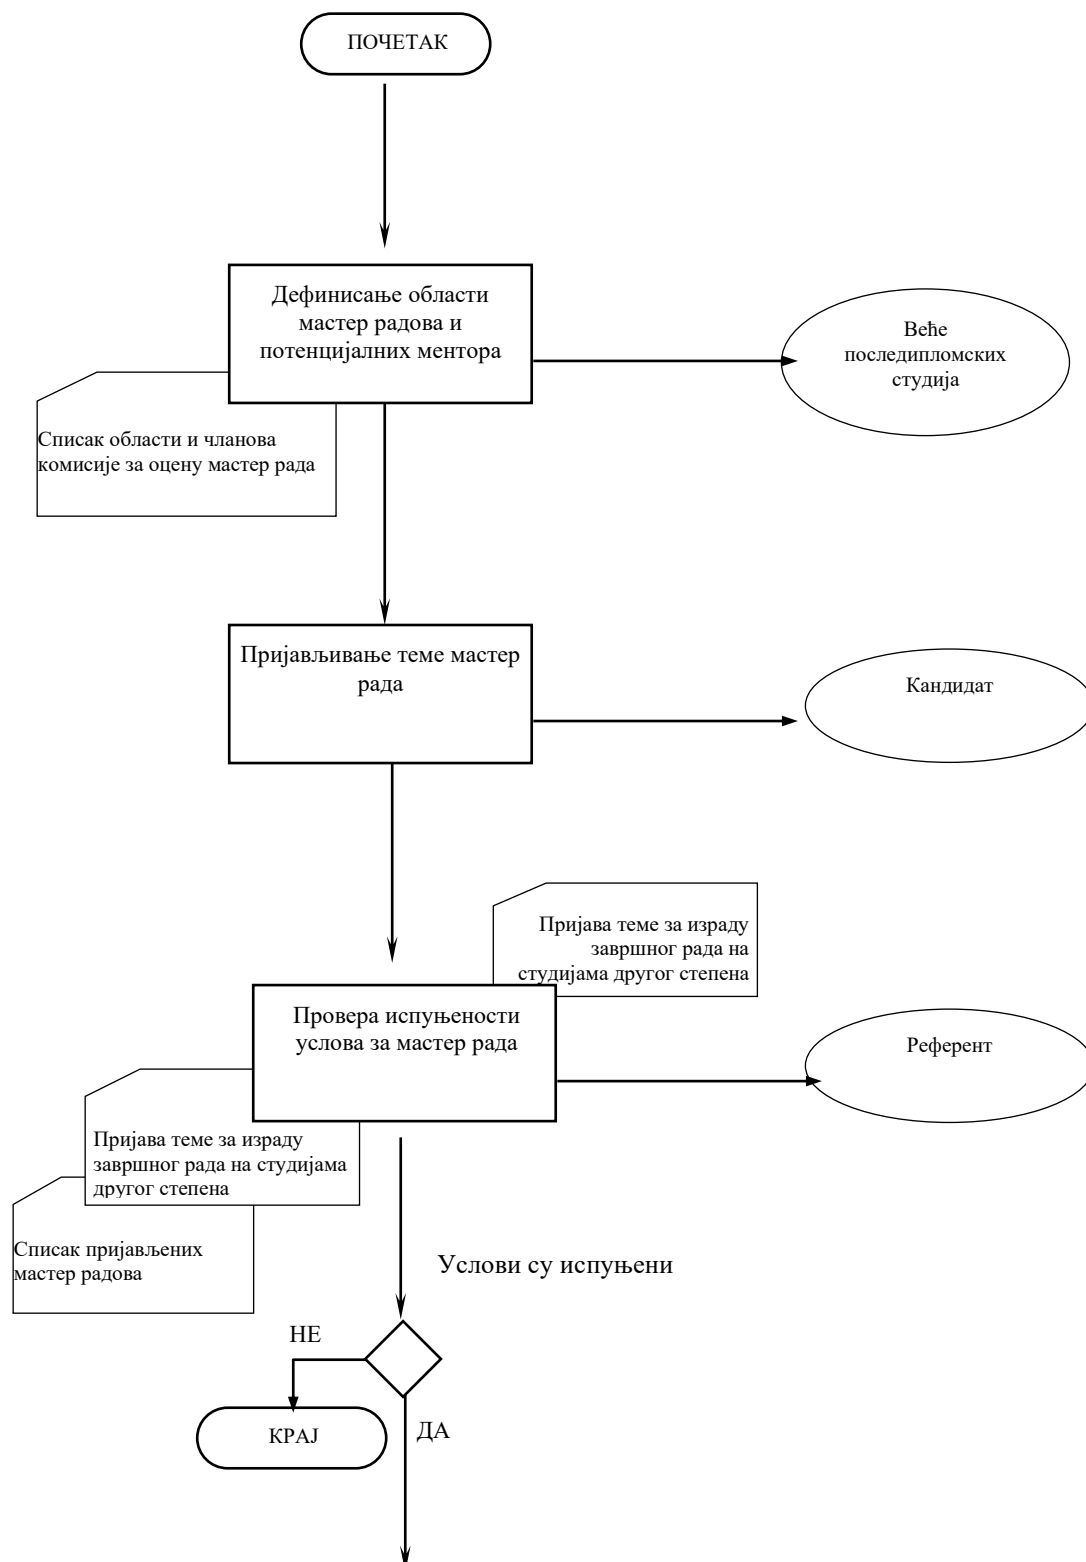 ПОЧЕТАК
Дефинисање области
мастер радова и
потенцијалних ментора
Веће
последипломских
студија
Списак области и чланова
комисије за оцену мастер рада
Пријављивање теме мастер
рада
Кандидат
Пријава теме за израду
завршног рада на
студијама другог степена
Провера испуњености
услова за мастер рада
Референт
Пријава теме за израду
завршног рада на студијама
другог степена
Списак пријављених
мастер радова
Услови су испуњени
НЕ
КРАЈ
ДА